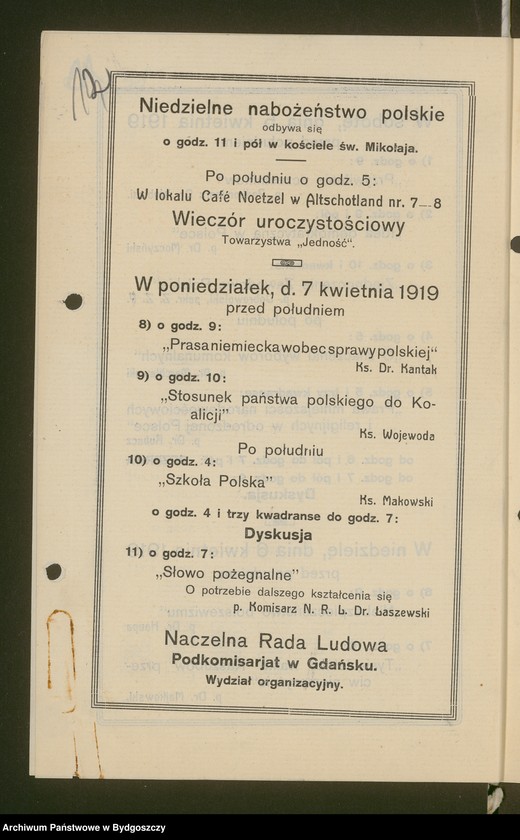 Niedzielne nabożeństwo polskie
odbywa się
o godz. 11 i pół w kościele św. Mikołaja.
Po południu o godz. 5:
W lokalu Café Noetzel w Altschotland nr. 7—8
Wieczór uroczystościowy
Towarzystwa „Jedność“.
W poniedziałek, d. 7 kwietnia 1919
przed południem
8) o godz. 9:
„Prasa niemiecka wobec sprawy polskiej“
Ks. Dr. Kantak
9) o godz. 10:
„Stosunek państwa polskiego do Ko-
alicji”
Ks. Wojewoda
Po południu
10) o godz. 4:
„Szkoła Polska”
Ks. Makowski
o godz. 4 i trzy kwadranse do godz. 7:
Dyskusja
11) o godz. 7:
„Słowo pożegnalne”
O potrzebie dalszego kształcenia się
p. Komisarz N. R. L. Dr. Łaszewski
Naczelna Rada Ludowa
Podkomisarjat w Gdańsku.
Wydział organizacyjny.
Archiwum Państwowe w Bydgoszczy